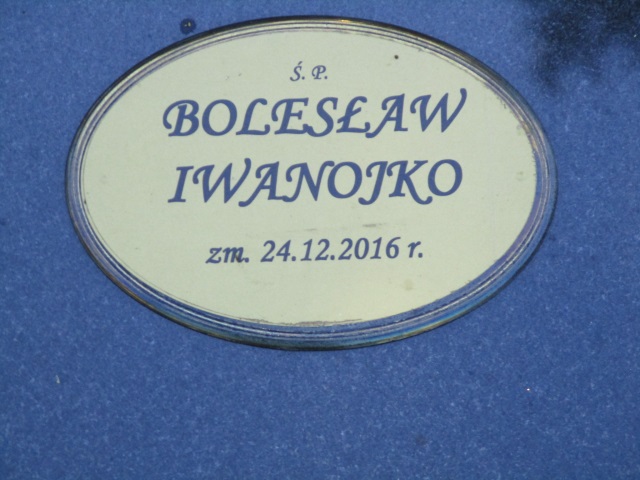 Ś. P.
BOLESŁAW
IWANOJKO
zm. 24.12.2016 r.